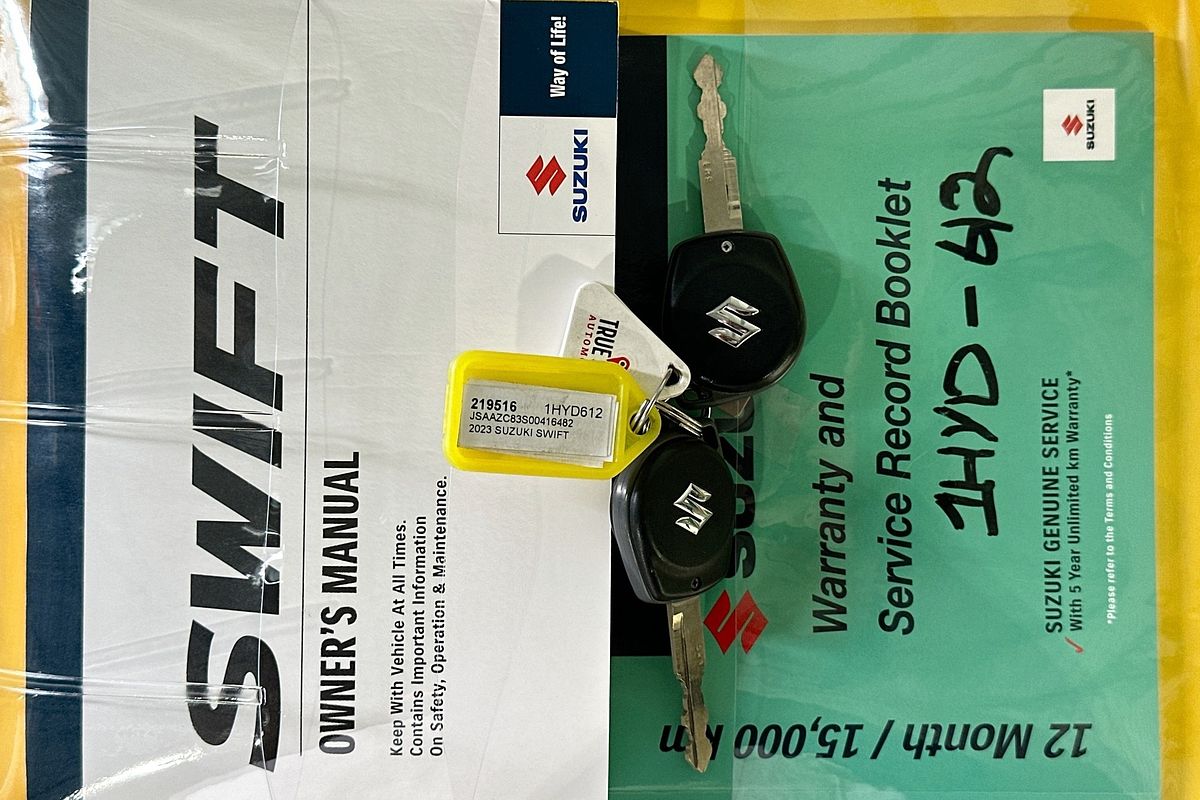 SWIFT
OWNER'S MANUAL
Keep With Vehicle At All Times.
Contains Important Information
On Safety, Operation & Maintenance.
Way of Life!
SUZUKI
TRUE
AUTOM
219516 1HYD612
JSAAZC83S00416482
2023 SUZUKI SWIFT
Warranty and
Service Record Booklet
SUZUKI
SUZUKI GENUINE SERVICE
✓ With 5 Year Unlimited km Warranty*
*Please refer to the Terms and Conditions
12 Month / 15,000 km